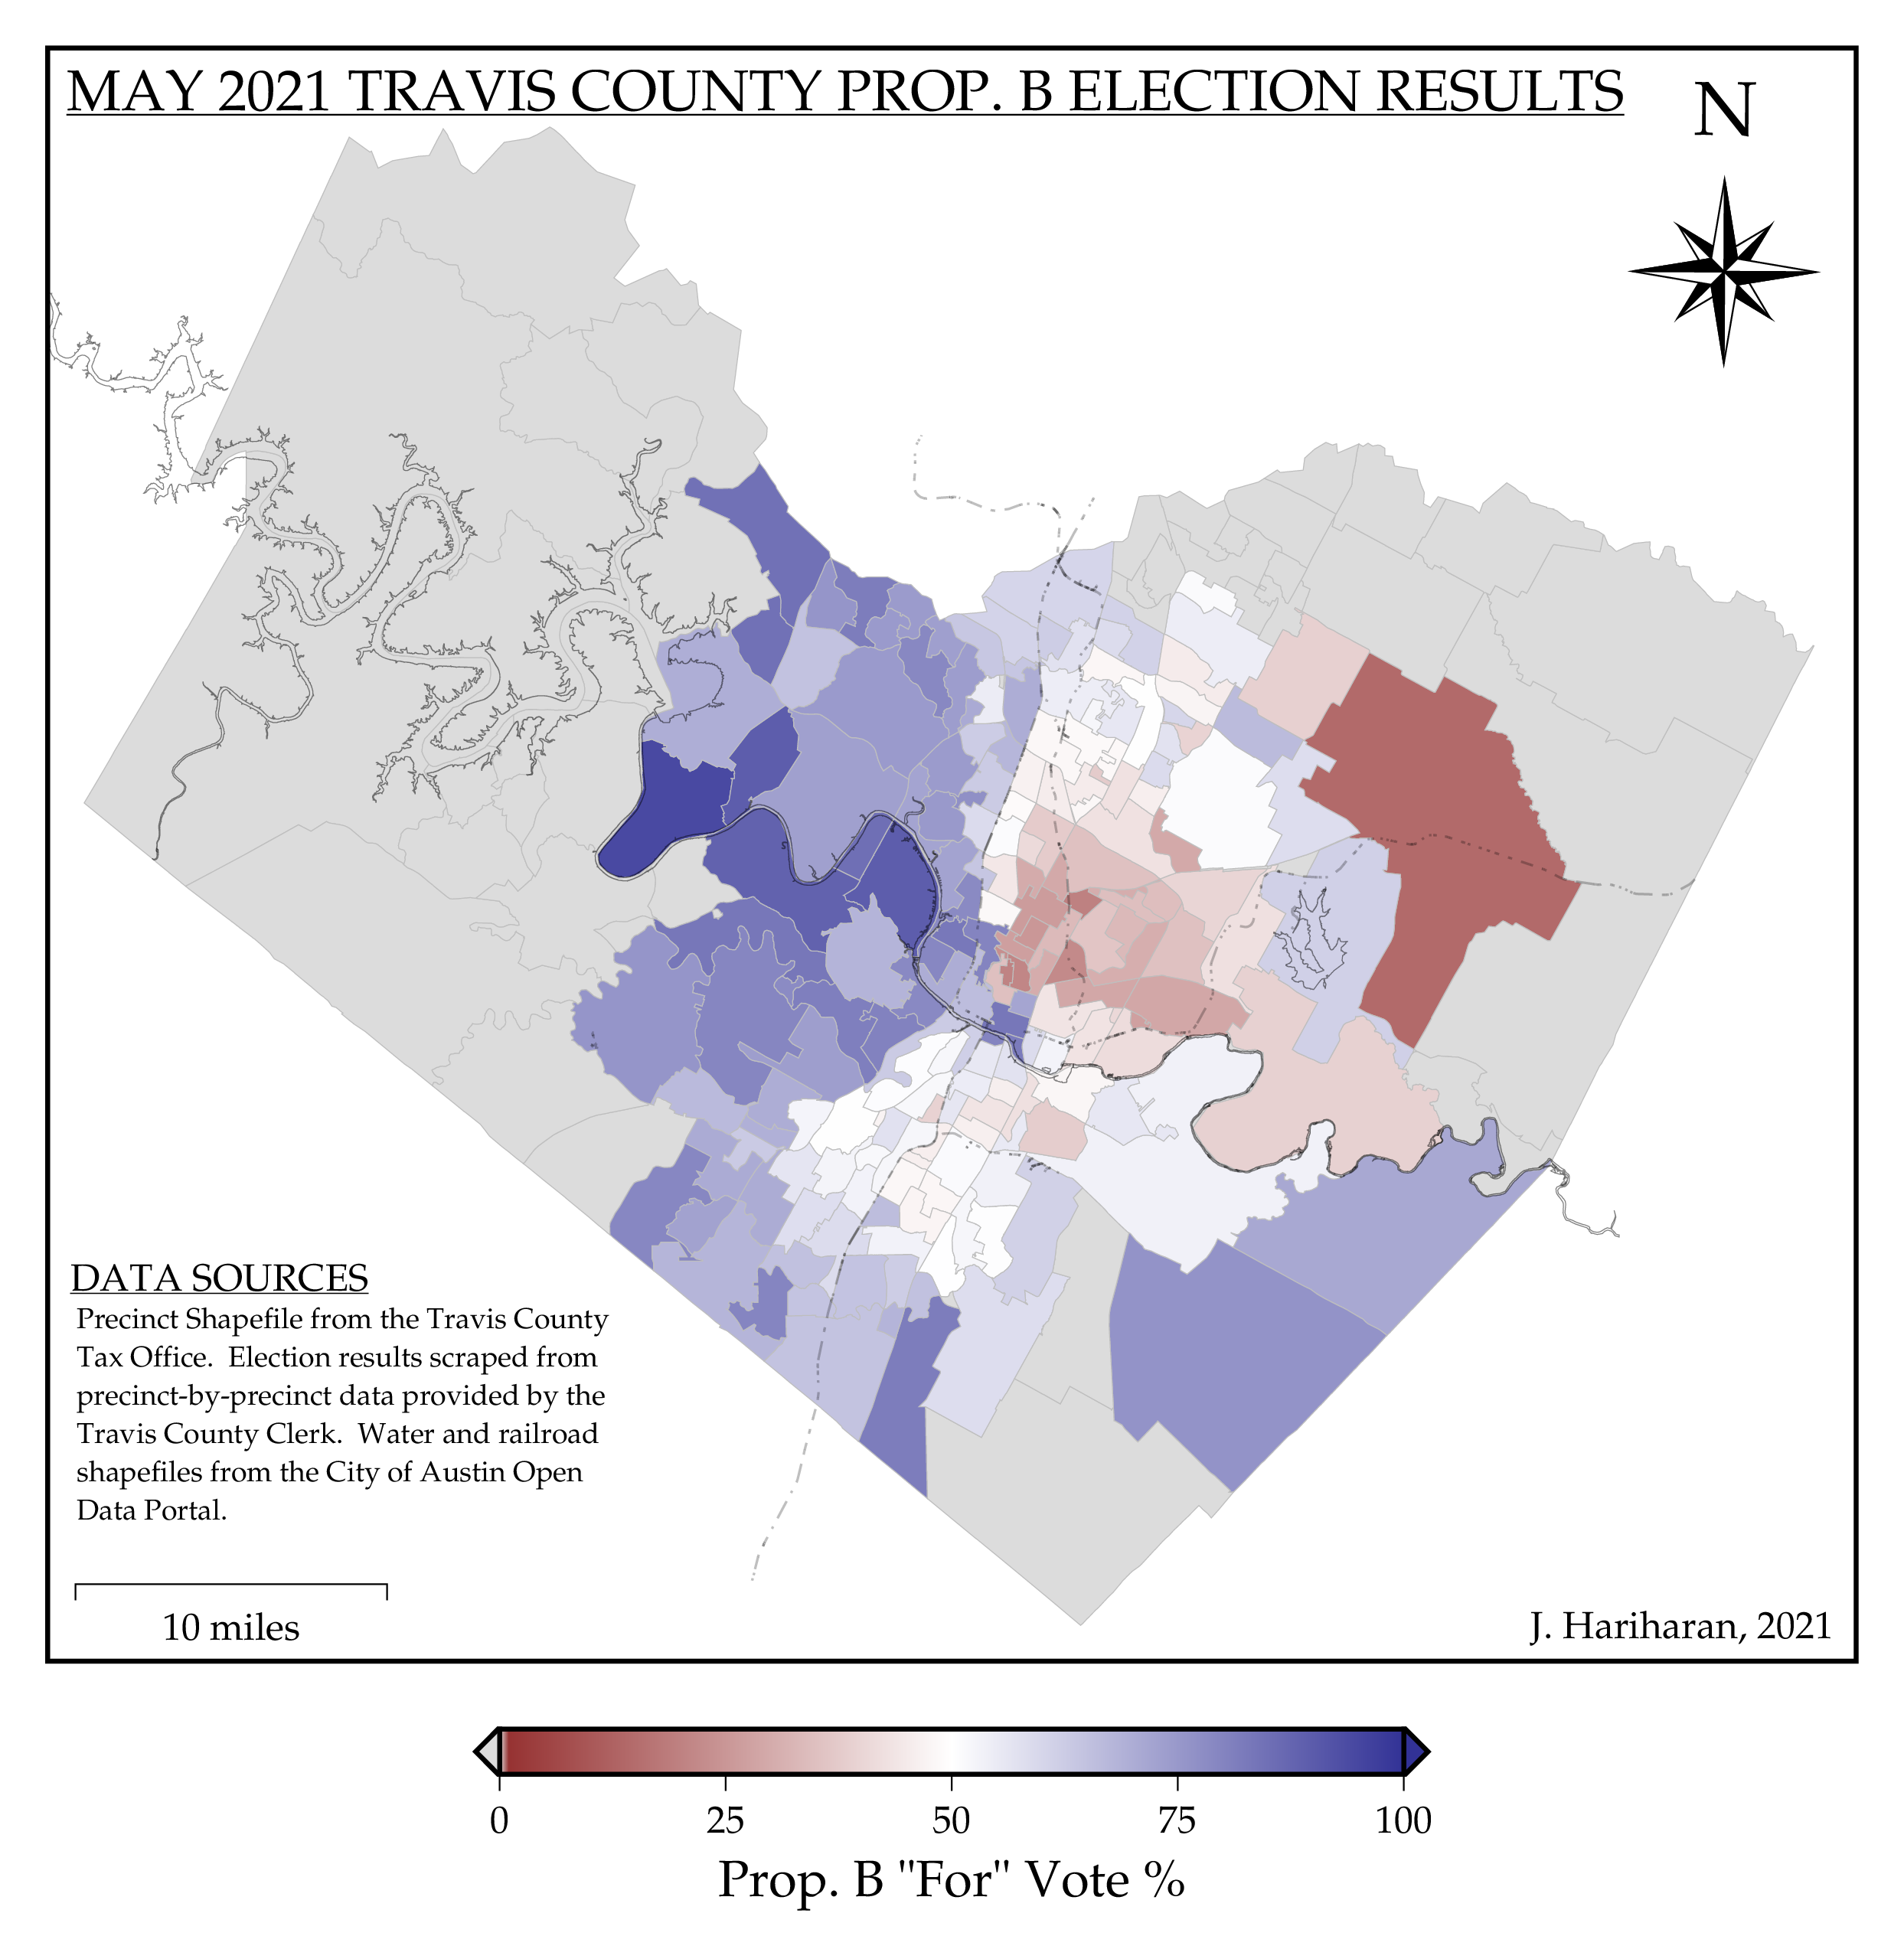 MAY 2021 TRAVIS COUNTY PROP. B ELECTION RESULTS
N
DATA SOURCES
Precinct Shapefile from the Travis County
Tax Office. Election results scraped from
precinct-by-precinct data provided by the
Travis County Clerk. Water and railroad
shapefiles from the City of Austin Open
Data Portal.
10 miles
J. Hariharan, 2021
0 25 50 75 100
Prop. B "For" Vote %